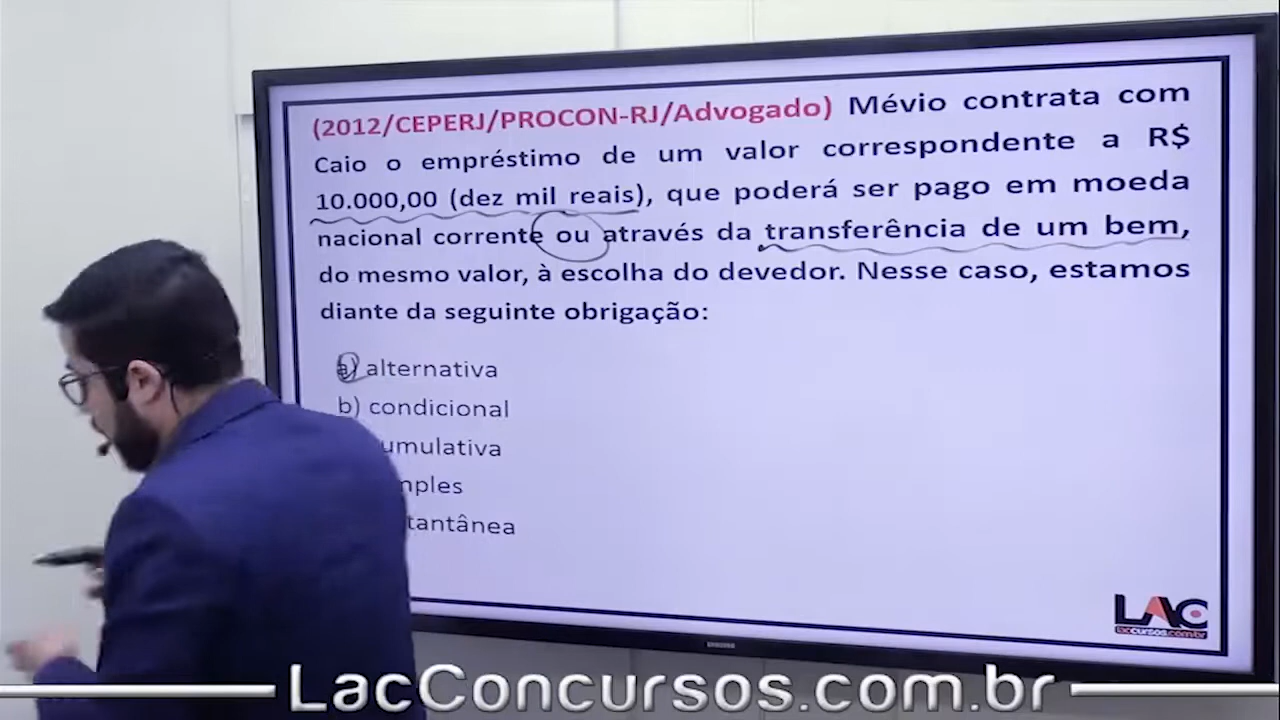 (2012/CEPERJ/PROCON-RJ/Advogado) Mévio contrata com
Caio o empréstimo de um valor correspondente a R$
10.000,00 (dez mil reais), que poderá ser pago em moeda
nacional corrente ou através da transferência de um bem,
do mesmo valor, à escolha do devedor. Nesse caso, estamos
diante da seguinte obrigação:
a) alternativa
b) condicional
umulativa
mples
tantânea
LAC
laccursos.com.br
SAMSUNG
LacConcursos.com.br